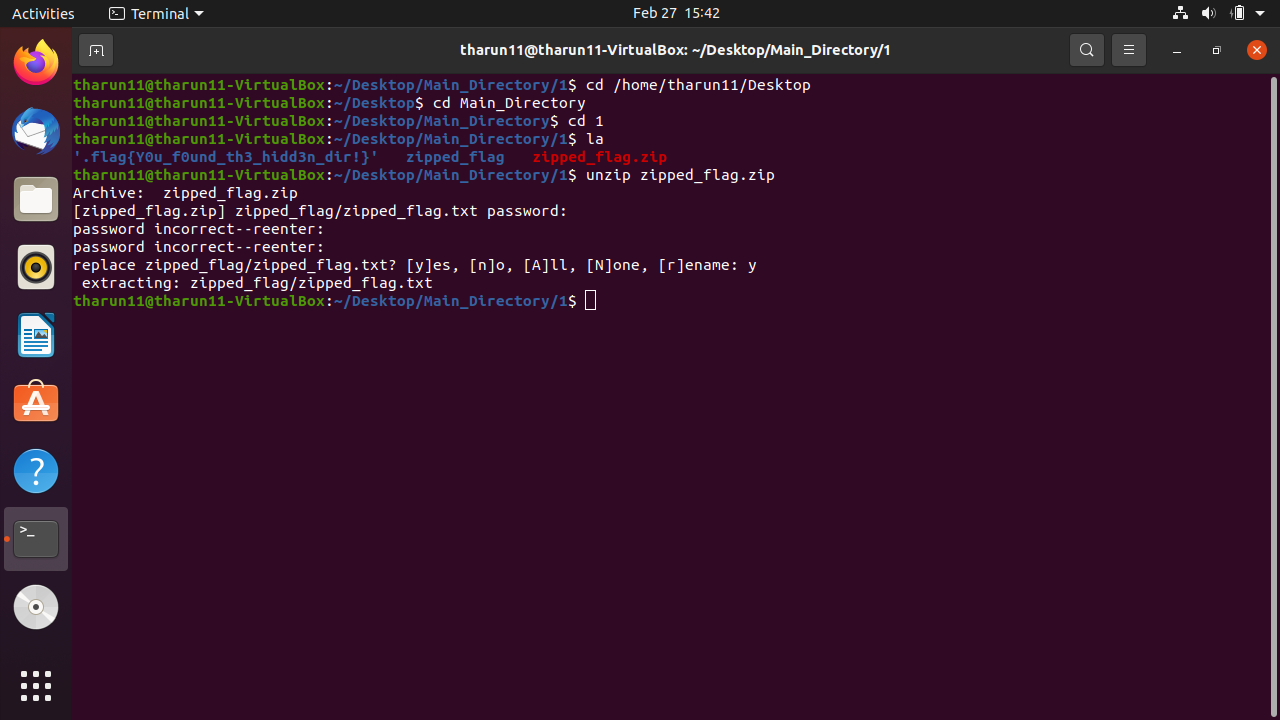 Activities Terminal Feb 27 15:42
tharun11@tharun11-VirtualBox: ~/Desktop/Main_Directory/1
tharun11@tharun11-VirtualBox:~/Desktop/Main_Directory/1$ cd /home/tharun11/Desktop
tharun11@tharun11-VirtualBox:~/Desktop$ cd Main_Directory
tharun11@tharun11-VirtualBox:~/Desktop/Main_Directory$ cd 1
tharun11@tharun11-VirtualBox:~/Desktop/Main_Directory/1$ la
'.flag{Y0u_f0und_th3_hidd3n_dir!}' zipped_flag zipped_flag.zip
tharun11@tharun11-VirtualBox:~/Desktop/Main_Directory/1$ unzip zipped_flag.zip
Archive:  zipped_flag.zip
[zipped_flag.zip] zipped_flag/zipped_flag.txt password:
password incorrect--reenter:
password incorrect--reenter:
replace zipped_flag/zipped_flag.txt? [y]es, [n]o, [A]ll, [N]one, [r]ename: y
 extracting: zipped_flag/zipped_flag.txt
tharun11@tharun11-VirtualBox:~/Desktop/Main_Directory/1$